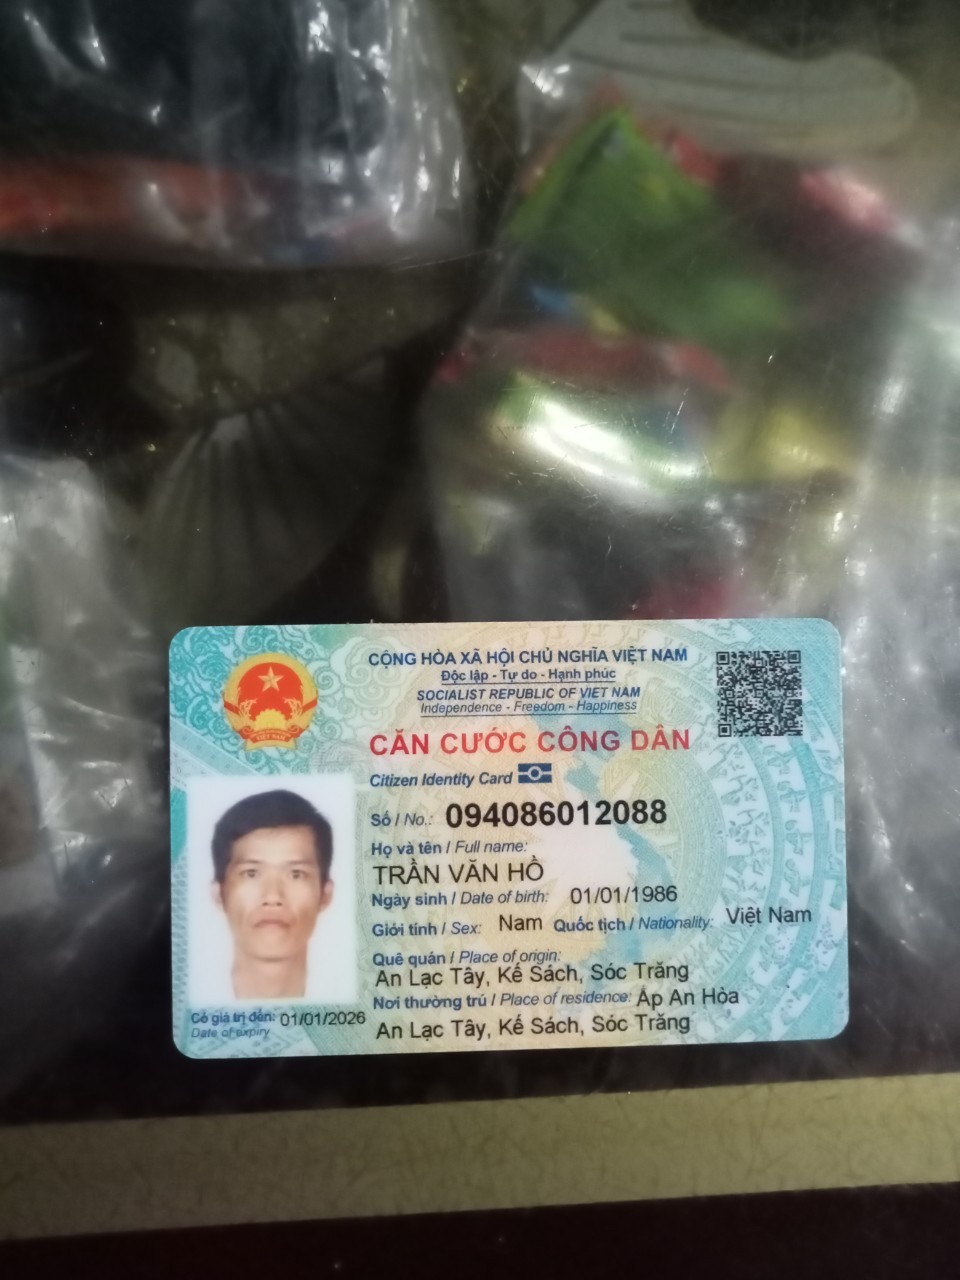 CỘNG HÒA XÃ HỘI CHỦ NGHĨA VIỆT NAM
Độc lập - Tự do - Hạnh phúc
SOCIALIST REPUBLIC OF VIET NAM
Independence - Freedom - Happiness
CĂN CƯỚC CÔNG DÂN
Citizen Identity Card
Số / No.: 094086012088
Họ và tên / Full name:
TRẦN VĂN HỒ
Ngày sinh / Date of birth: 01/01/1986
Giới tính / Sex: Nam Quốc tịch / Nationality: Việt Nam
Quê quán / Place of origin:
An Lạc Tây, Kế Sách, Sóc Trăng
Nơi thường trú / Place of residence: Ấp An Hòa
An Lạc Tây, Kế Sách, Sóc Trăng
Có giá trị đến: 01/01/2026
Date of expiry
VIỆT NAM